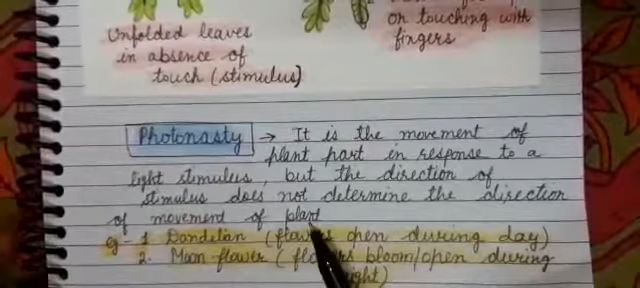 Unfolded leaves
in absence of
touch (stimulus)
on touching with
fingers
Photonasty → It is the movement of
plant part in response to a
light stimulus, but the direction of
stimulus does not determine the direction
of movement of plant
eg - 1. Dandelian (flowers open during day)
2. Moon flower (flowers bloom/open during
night)